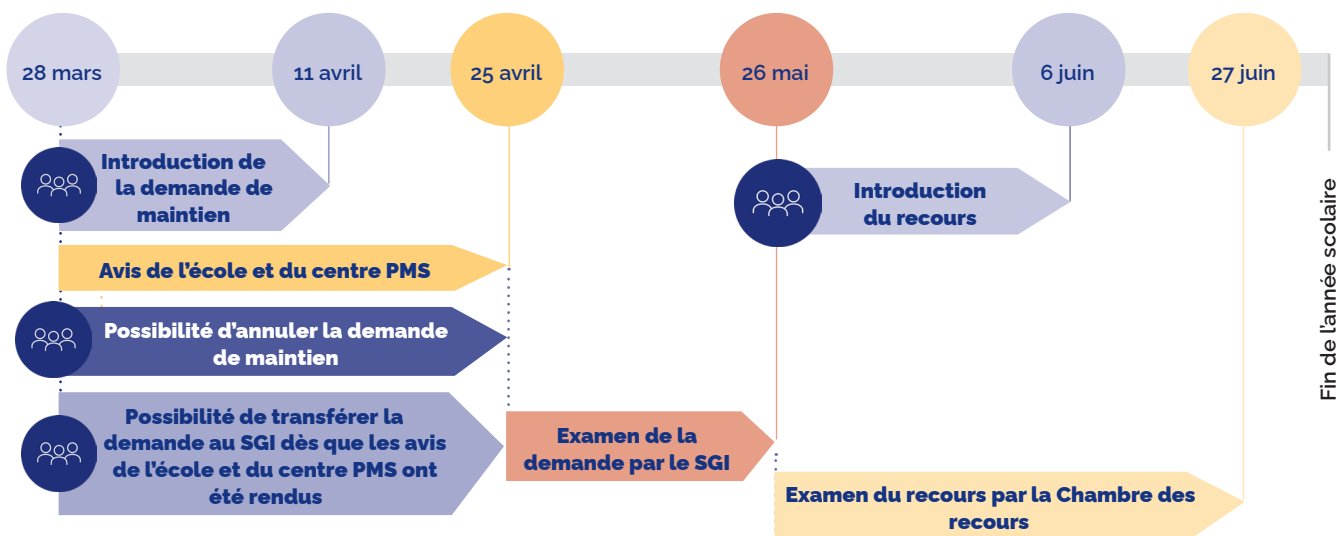 28 mars
11 avril
25 avril
26 mai
6 juin
27 juin
Introduction de
la demande de
maintien
Introduction
du recours
Avis de l'école et du centre PMS
Possibilité d'annuler la demande
de maintien
Possibilité de transférer la
demande au SGI dès que les avis
de l'école et du centre PMS ont
été rendus
Examen de la
demande par le SGI
Examen du recours par la Chambre des
recours
Fin de l'année scolaire